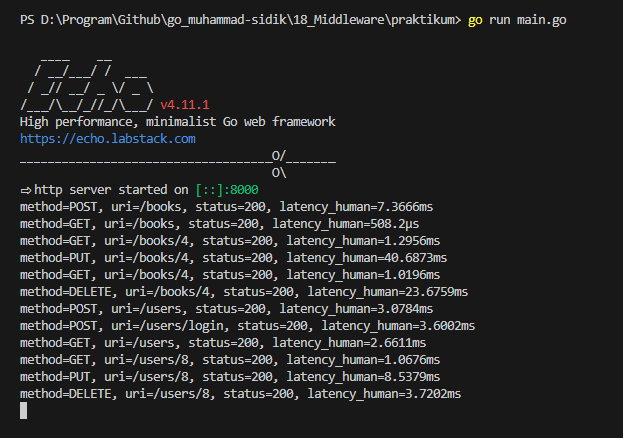 PS D:\Program\Github\go_muhammad-sidik\18_Middleware\praktikum> go run main.go
   ____    __
  / __/___/ /  ___
 / _// __/ _ \/ _ \
/___/\__/_//_/\___/ v4.11.1
High performance, minimalist Go web framework
https://echo.labstack.com
____________________________________O/_______
                                    O\
⇨ http server started on [::]:8000
method=POST, uri=/books, status=200, latency_human=7.3666ms
method=GET, uri=/books, status=200, latency_human=508.2µs
method=GET, uri=/books/4, status=200, latency_human=1.2956ms
method=PUT, uri=/books/4, status=200, latency_human=40.6873ms
method=GET, uri=/books/4, status=200, latency_human=1.0196ms
method=DELETE, uri=/books/4, status=200, latency_human=23.6759ms
method=POST, uri=/users, status=200, latency_human=3.0784ms
method=POST, uri=/users/login, status=200, latency_human=3.6002ms
method=GET, uri=/users, status=200, latency_human=2.6611ms
method=GET, uri=/users/8, status=200, latency_human=1.0676ms
method=PUT, uri=/users/8, status=200, latency_human=8.5379ms
method=DELETE, uri=/users/8, status=200, latency_human=3.7202ms